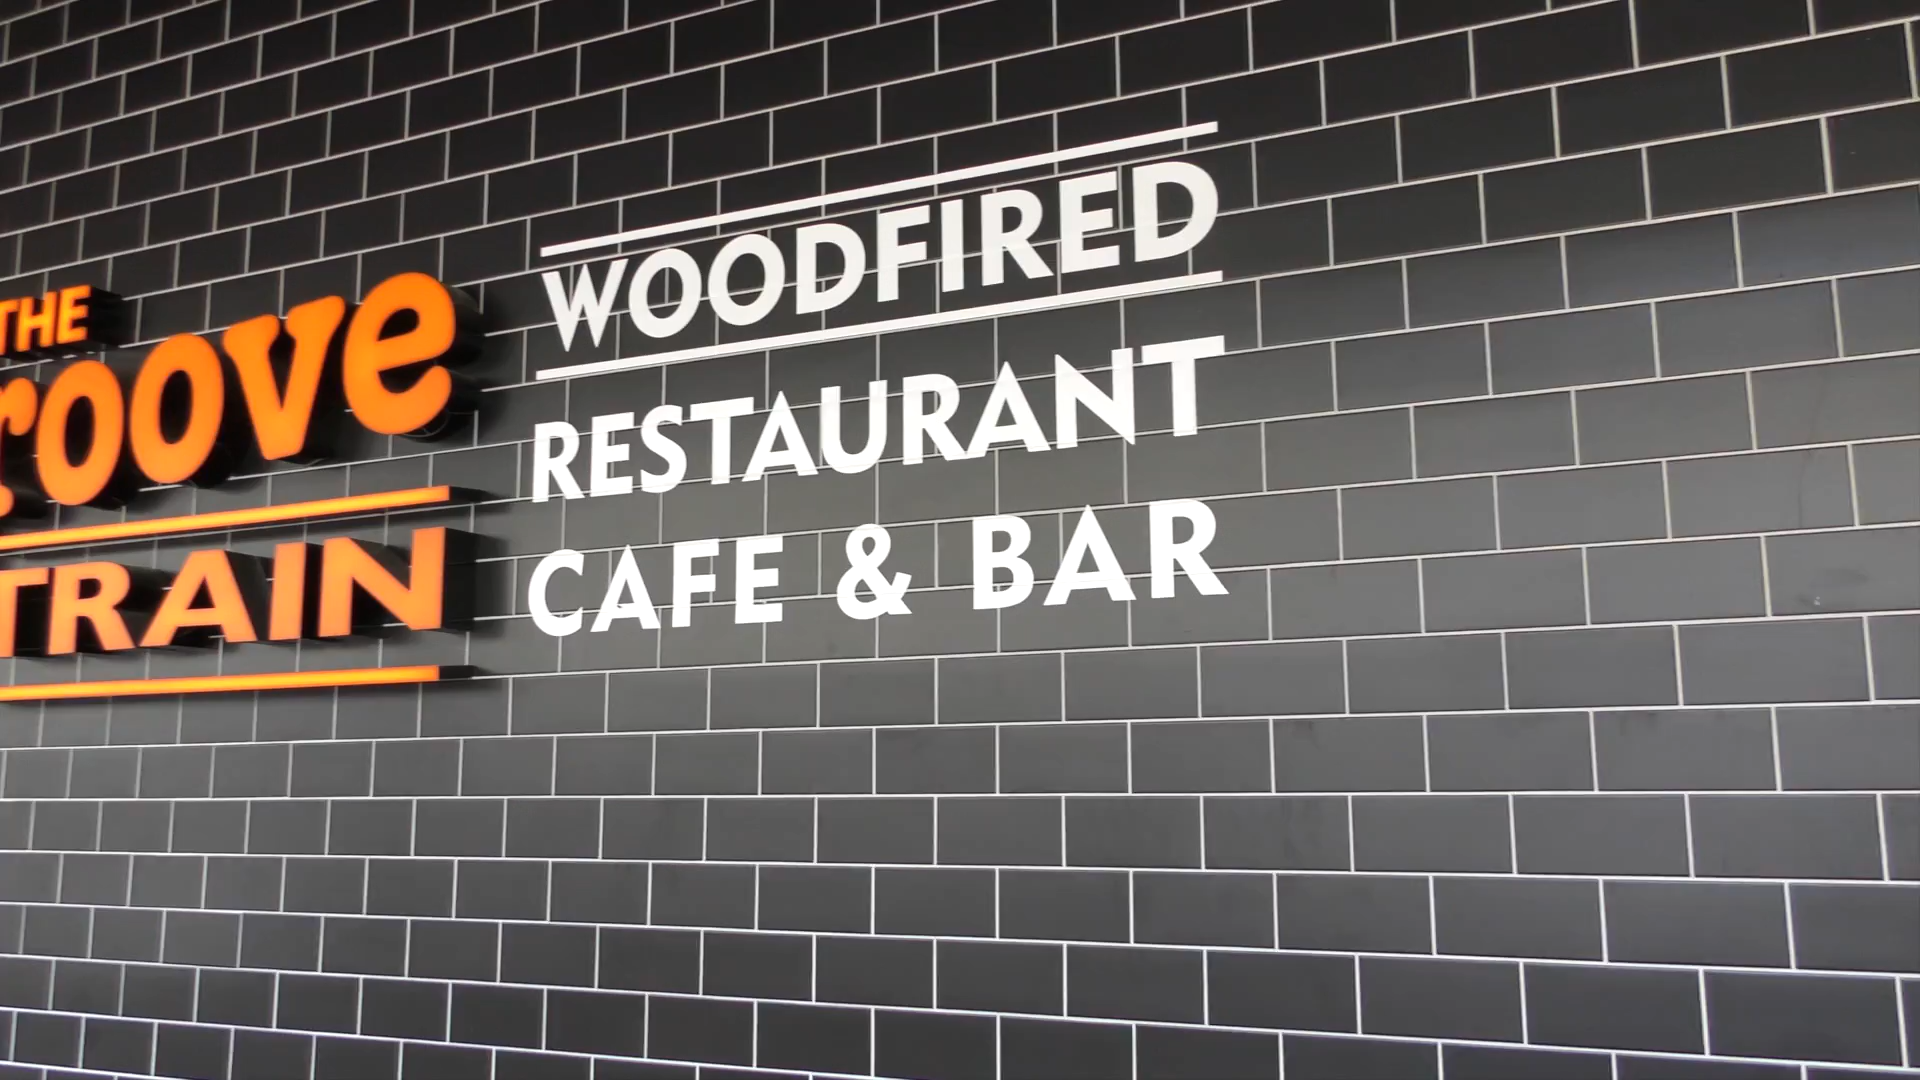 THE
roove
TRAIN
WOODFIRED
RESTAURANT
CAFE & BAR